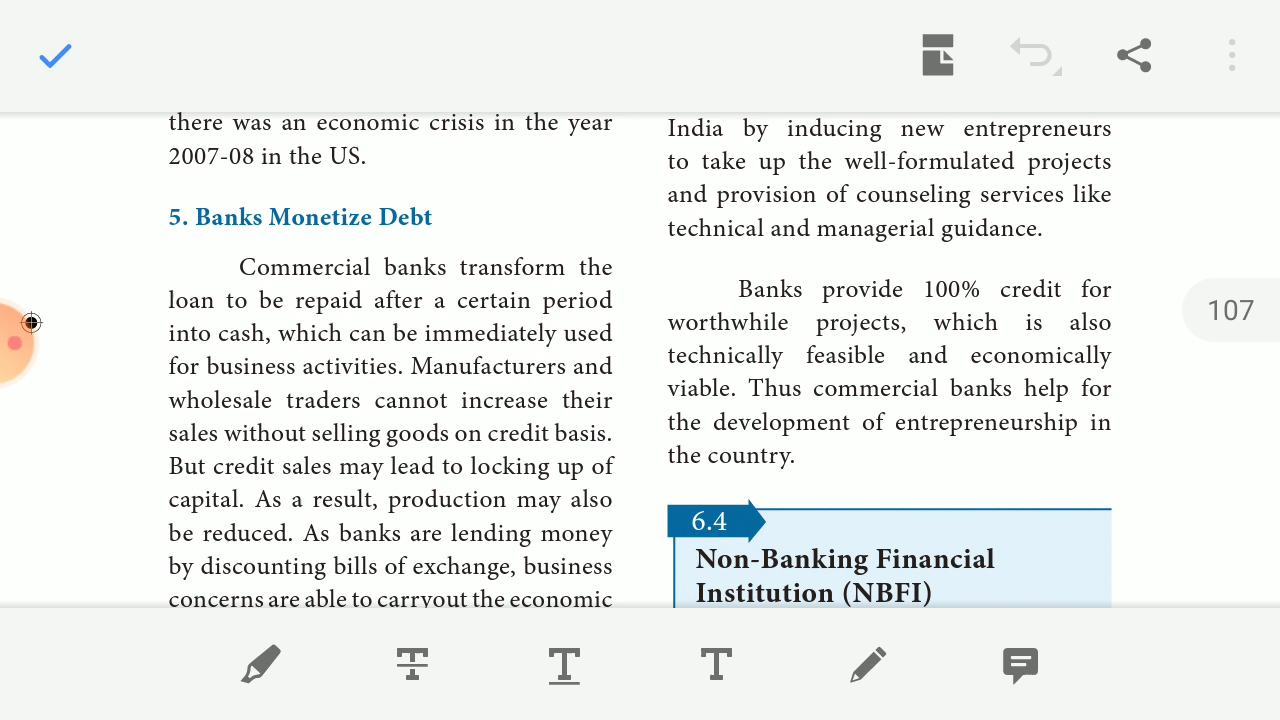 there was an economic crisis in the year
2007-08 in the US.
5. Banks Monetize Debt
Commercial banks transform the
loan to be repaid after a certain period
into cash, which can be immediately used
for business activities. Manufacturers and
wholesale traders cannot increase their
sales without selling goods on credit basis.
But credit sales may lead to locking up of
capital. As a result, production may also
be reduced. As banks are lending money
by discounting bills of exchange, business
concerns are able to carryout the economic
India by inducing new entrepreneurs
to take up the well-formulated projects
and provision of counseling services like
technical and managerial guidance.
Banks provide 100% credit for
worthwhile projects, which is also
technically feasible and economically
viable. Thus commercial banks help for
the development of entrepreneurship in
the country.
6.4
Non-Banking Financial
Institution (NBFI)
107